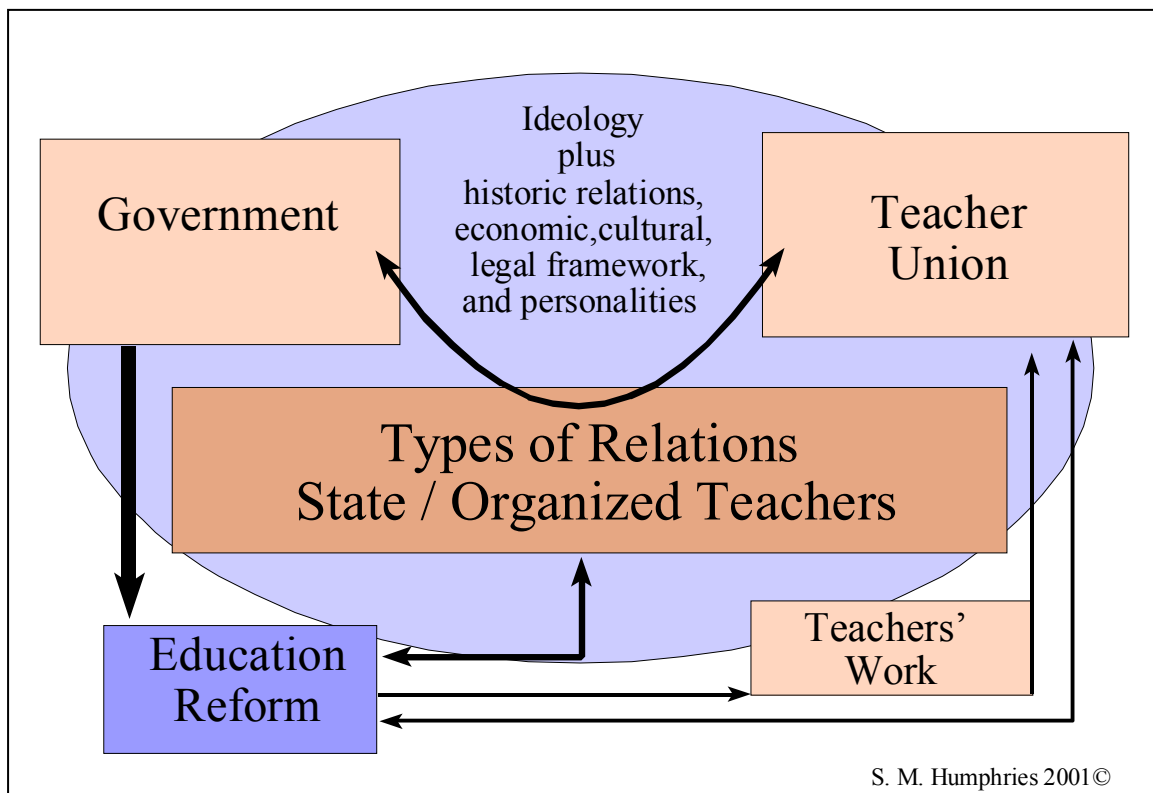 Ideology
plus
historic relations,
economic,cultural,
legal framework,
and personalities
Government
Teacher
Union
Types of Relations
State / Organized Teachers
Education
Reform
Teachers’
Work
S. M. Humphries 2001©